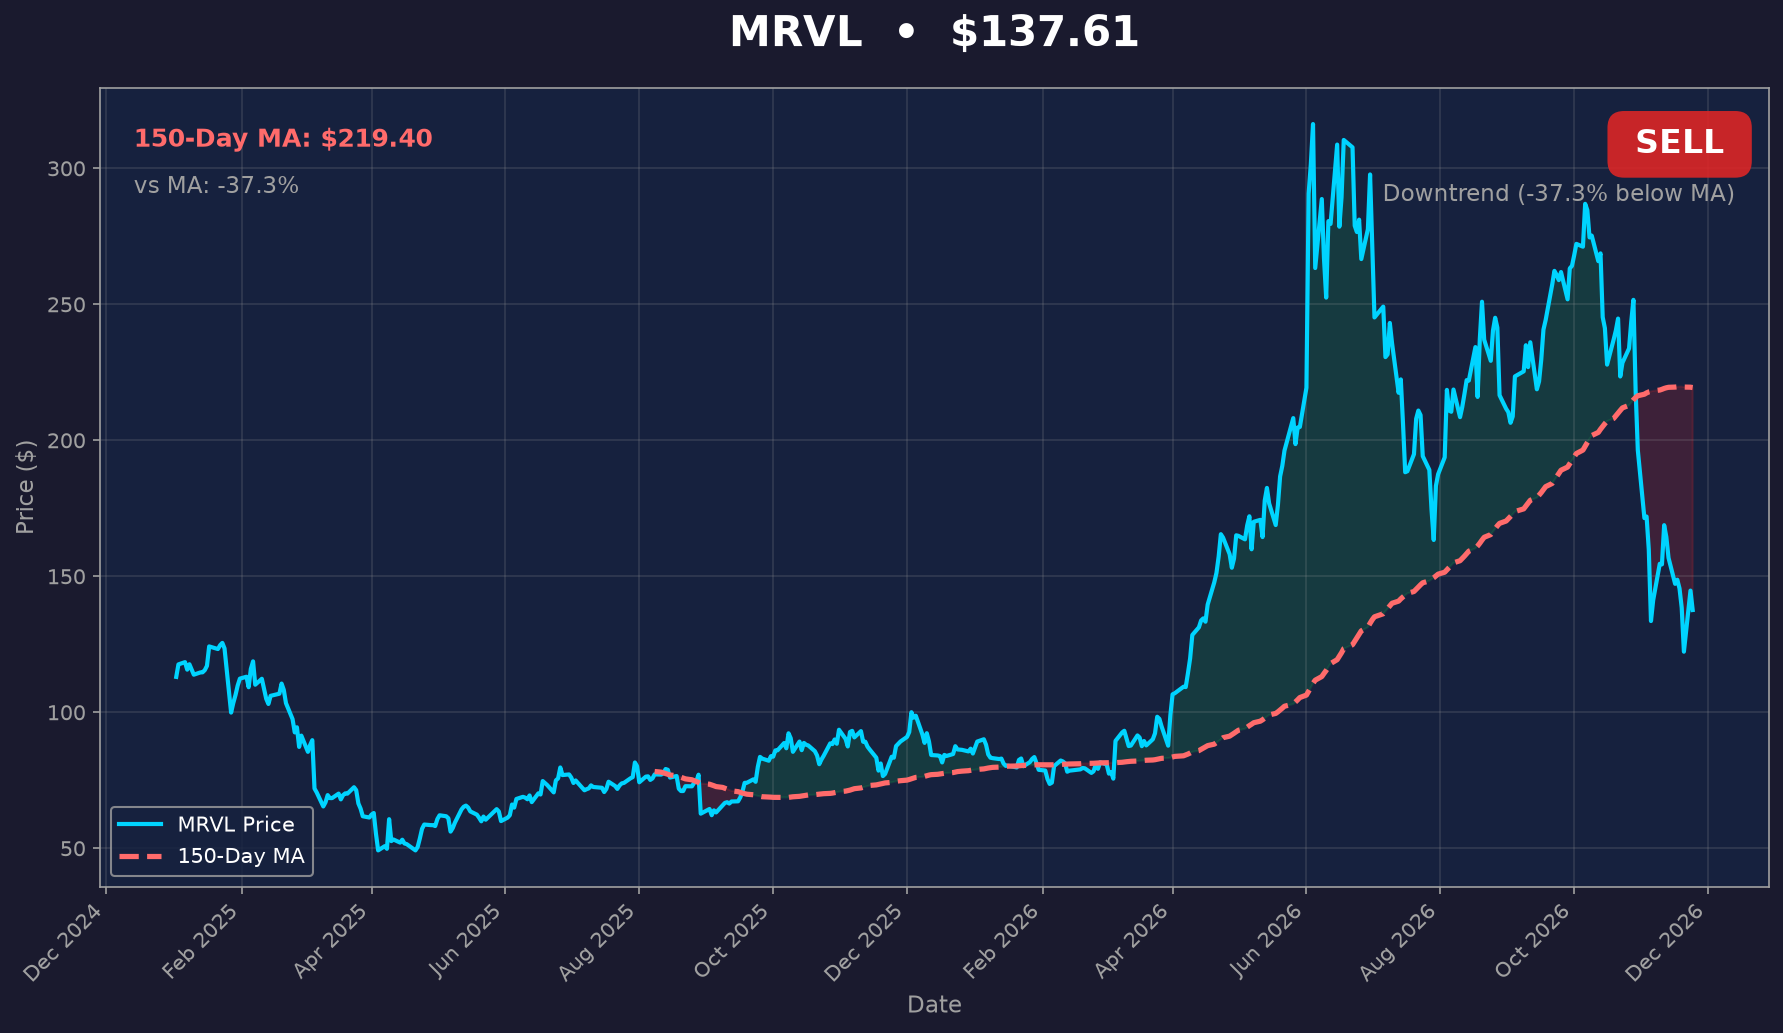 MRVL • $137.61
150-Day MA: $219.40
vs MA: -37.3%
SELL
Downtrend (-37.3% below MA)
Price ($)
300
250
200
150
100
50
MRVL Price
150-Day MA
Dec 2024
Feb 2025
Apr 2025
Jun 2025
Aug 2025
Oct 2025
Dec 2025
Feb 2026
Apr 2026
Jun 2026
Aug 2026
Oct 2026
Dec 2026
Date